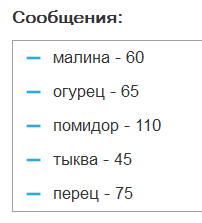 Сообщения:
малина - 60
огурец - 65
помидор - 110
тыква - 45
перец - 75